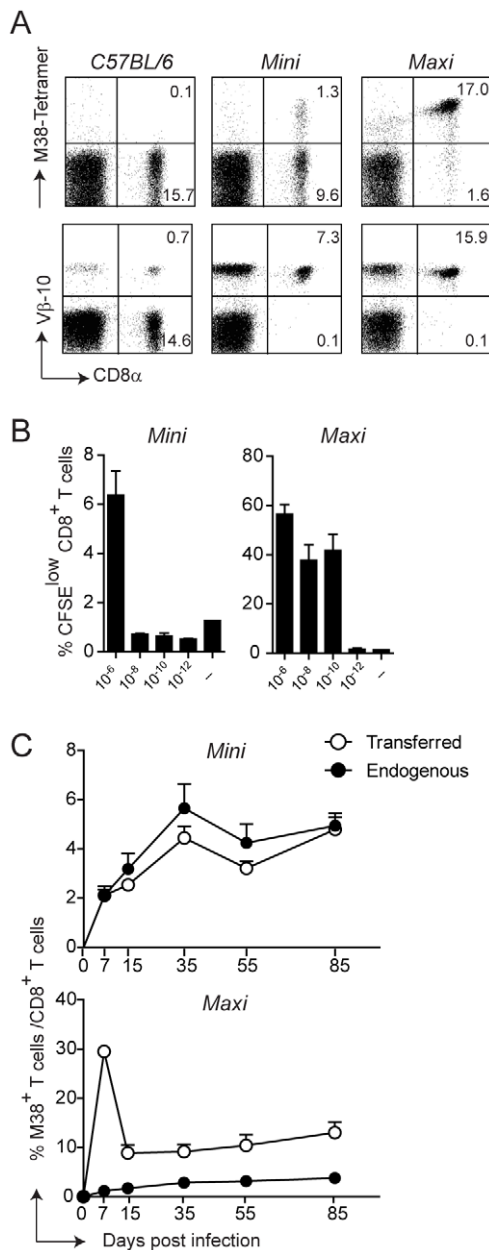 A
C57BL/6 Mini Maxi
M38-Tetramer
0.1 1.3 17.0
15.7 9.6 1.6
Vβ-10
0.7 7.3 15.9
14.6 0.1 0.1
CD8α
B
Mini Maxi
% CFSE^low CD8⁺ T cells
8 80
6 60
4 40
2 20
0 0
10⁻⁶ 10⁻⁸ 10⁻¹⁰ 10⁻¹² – 10⁻⁶ 10⁻⁸ 10⁻¹⁰ 10⁻¹² –
C
Mini
Transferred
Endogenous
8
6
4
2
0
0 7 15 35 55 85
Maxi
% M38⁺ T cells /CD8⁺ T cells
40
30
20
10
0
0 7 15 35 55 85
Days post infection